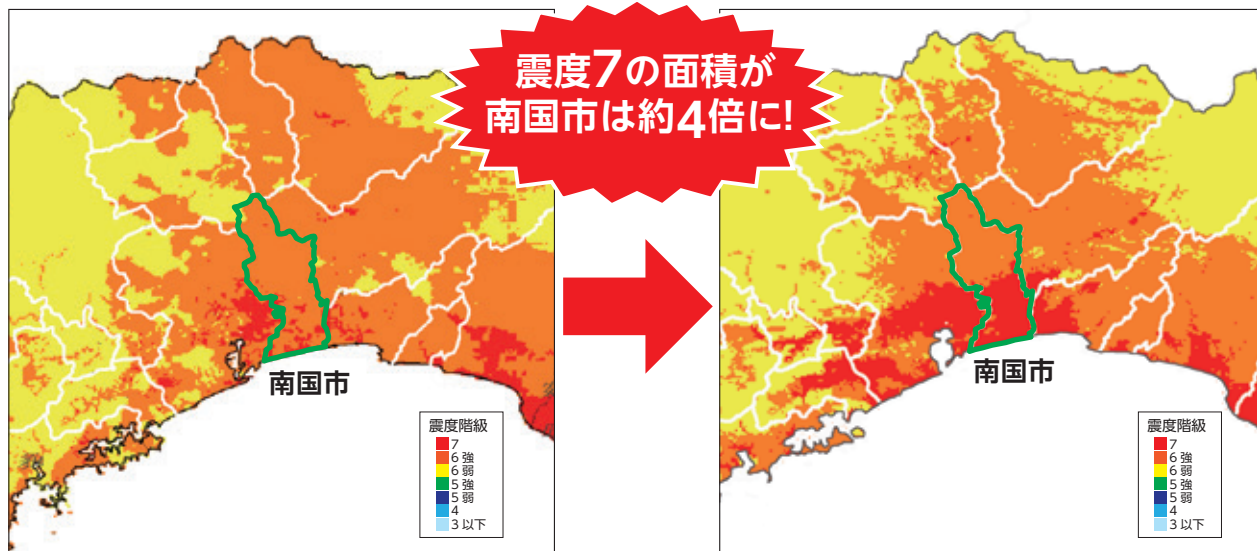 震度7の面積が
南国市は約4倍に!
南国市
震度階級
7
6強
6弱
5強
5弱
4
3以下
南国市
震度階級
7
6強
6弱
5強
5弱
4
3以下